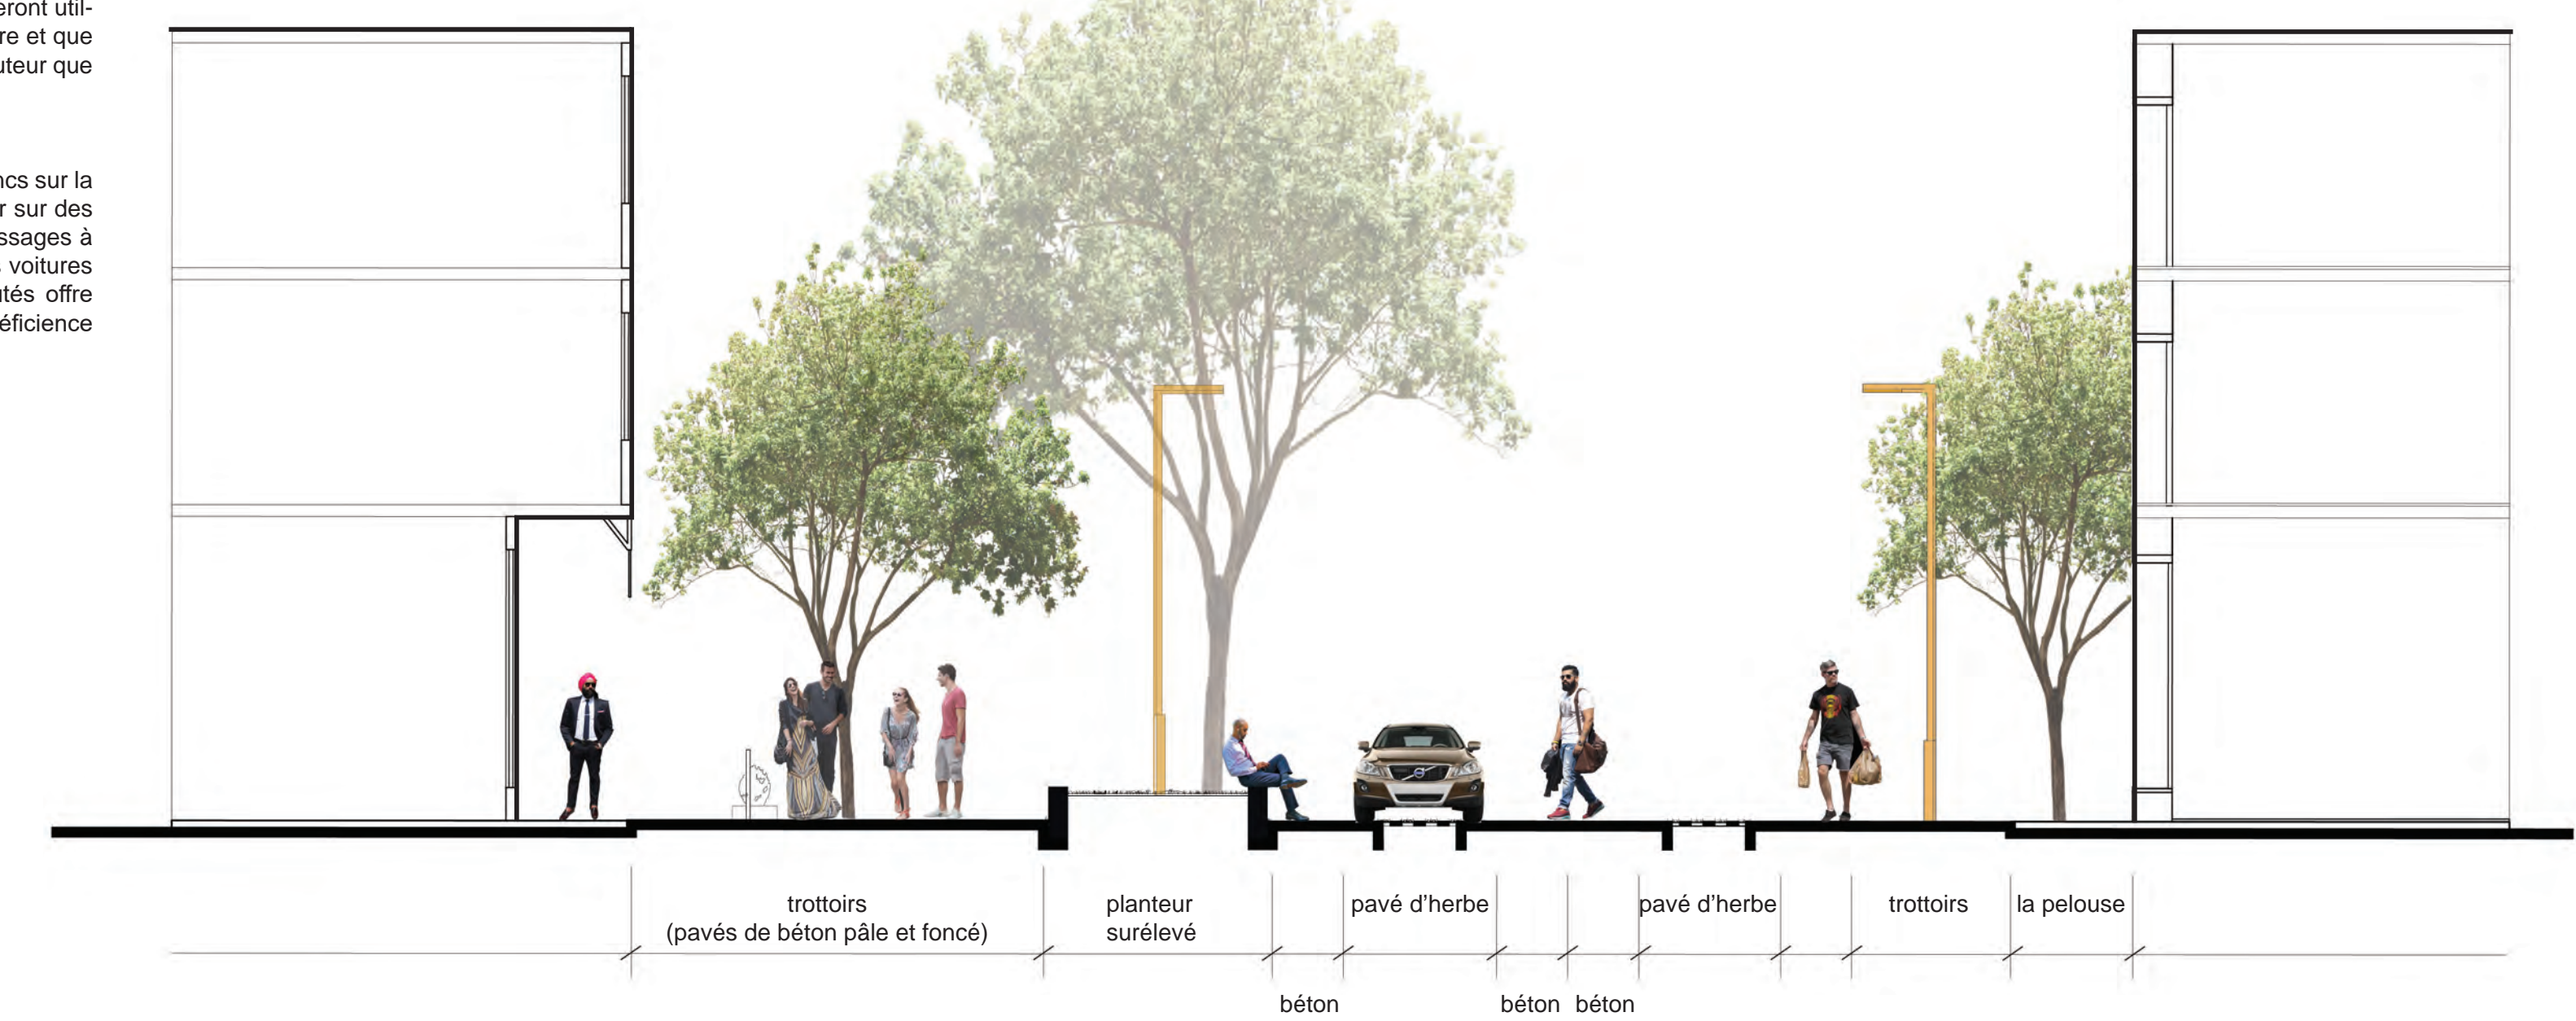 eront util-
re et que
uteur que
ncs sur la
r sur des
ssages à
s voitures
utés offre
éficience
trottoirs
(pavés de béton pâle et foncé)
planteur
surélevé
pavé d'herbe
pavé d'herbe
trottoirs
la pelouse
béton
béton
béton